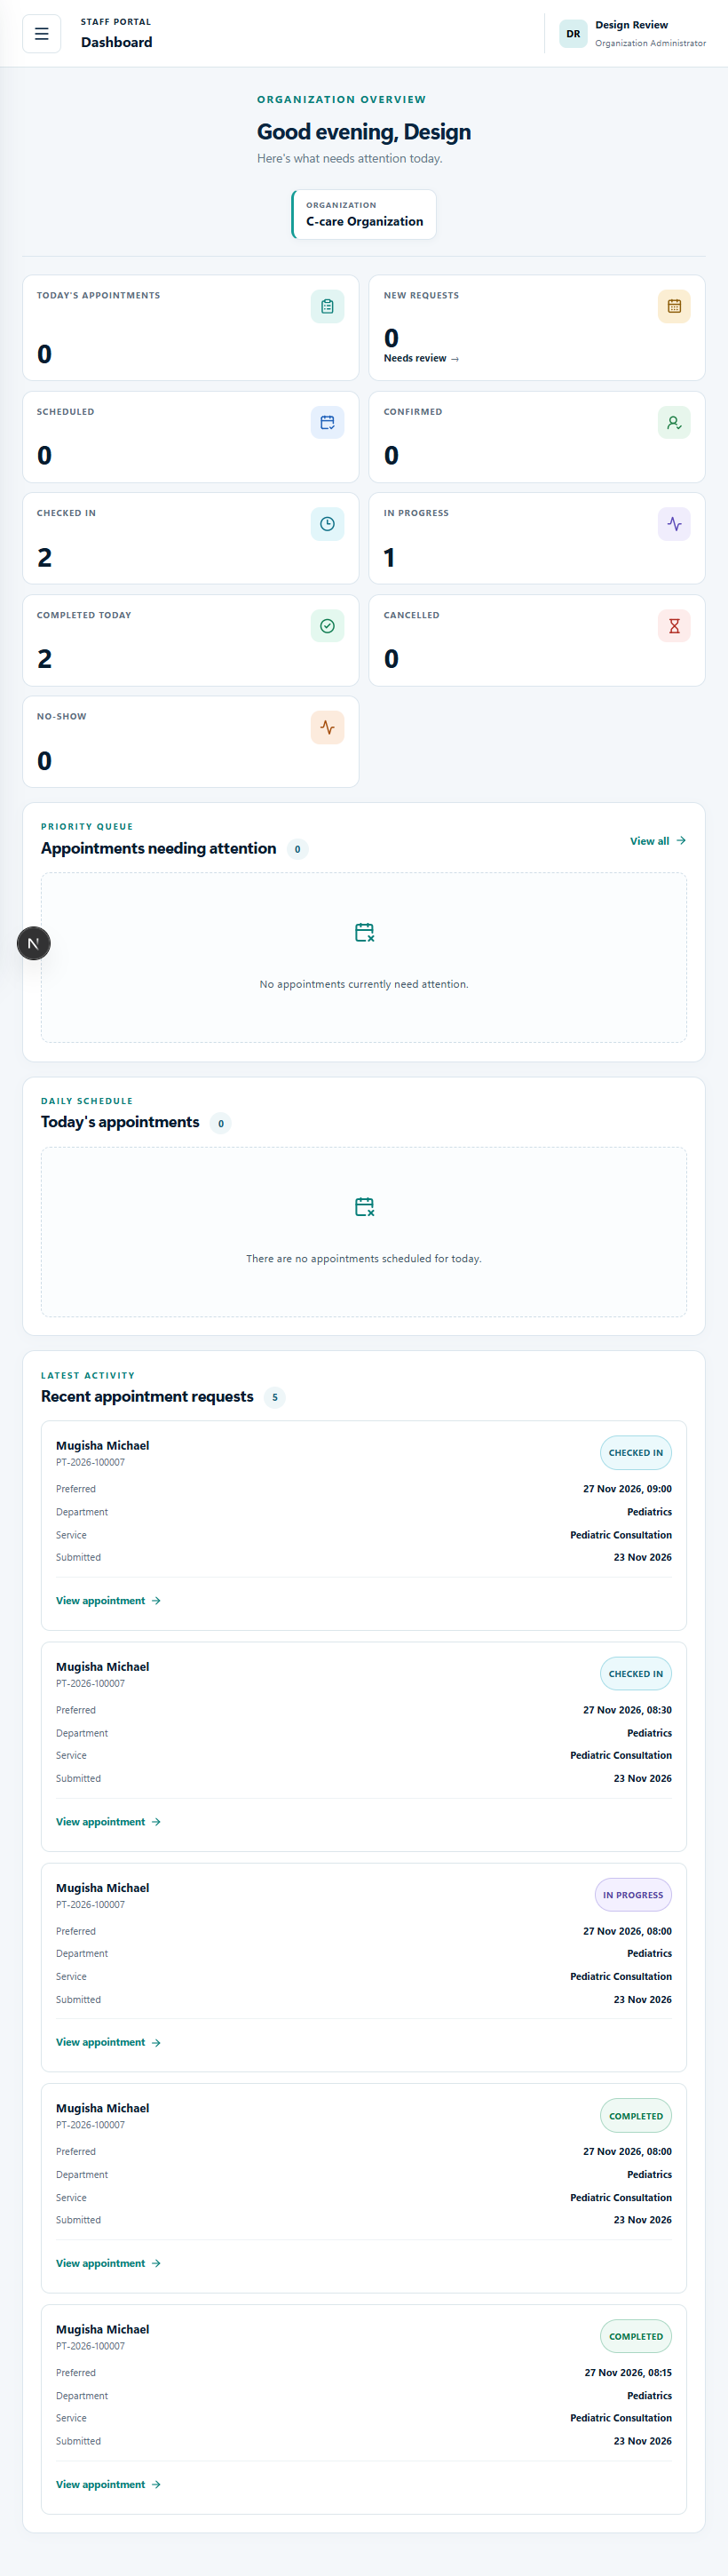 STAFF PORTAL
Dashboard
DR
Design Review
Organization Administrator
ORGANIZATION OVERVIEW
Good evening, Design
Here's what needs attention today.
ORGANIZATION
C-care Organization
TODAY'S APPOINTMENTS
0
NEW REQUESTS
0
Needs review →
SCHEDULED
0
CONFIRMED
0
CHECKED IN
2
IN PROGRESS
1
COMPLETED TODAY
2
CANCELLED
0
NO-SHOW
0
PRIORITY QUEUE
Appointments needing attention 0
View all →
N
No appointments currently need attention.
DAILY SCHEDULE
Today's appointments 0
There are no appointments scheduled for today.
LATEST ACTIVITY
Recent appointment requests 5
Mugisha Michael
PT-2026-100007
CHECKED IN
Preferred 27 Nov 2026, 09:00
Department Pediatrics
Service Pediatric Consultation
Submitted 23 Nov 2026
View appointment →
Mugisha Michael
PT-2026-100007
CHECKED IN
Preferred 27 Nov 2026, 08:30
Department Pediatrics
Service Pediatric Consultation
Submitted 23 Nov 2026
View appointment →
Mugisha Michael
PT-2026-100007
IN PROGRESS
Preferred 27 Nov 2026, 08:00
Department Pediatrics
Service Pediatric Consultation
Submitted 23 Nov 2026
View appointment →
Mugisha Michael
PT-2026-100007
COMPLETED
Preferred 27 Nov 2026, 08:00
Department Pediatrics
Service Pediatric Consultation
Submitted 23 Nov 2026
View appointment →
Mugisha Michael
PT-2026-100007
COMPLETED
Preferred 27 Nov 2026, 08:15
Department Pediatrics
Service Pediatric Consultation
Submitted 23 Nov 2026
View appointment →